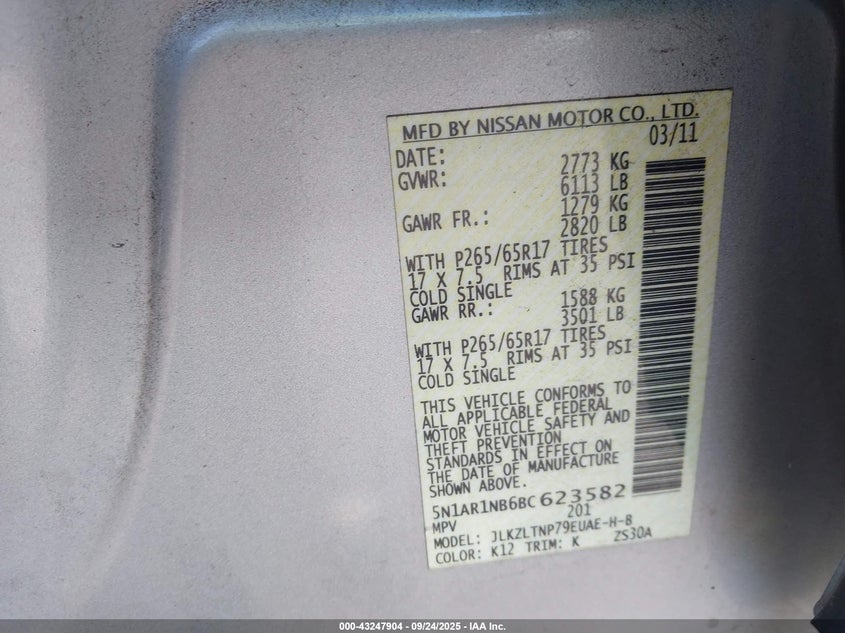 MFD BY NISSAN MOTOR CO., LTD.
DATE: 03/11
GVWR: 2773 KG
6113 LB
GAWR FR.: 1279 KG
2820 LB
WITH P265/65R17 TIRES
17 X 7.5 RIMS AT 35 PSI
COLD SINGLE
GAWR RR.: 1588 KG
3501 LB
WITH P265/65R17 TIRES
17 X 7.5 RIMS AT 35 PSI
COLD SINGLE
THIS VEHICLE CONFORMS TO
ALL APPLICABLE FEDERAL
MOTOR VEHICLE SAFETY AND
THEFT PREVENTION
STANDARDS IN EFFECT ON
THE DATE OF MANUFACTURE
SHOWN ABOVE.
5N1AR1NB6BC623582
MPV 201
MODEL: JLKZLTNP79EUAE-H-B
COLOR: K12 TRIM: K ZS30A
000-43247904 - 09/24/2025 - IAA Inc.